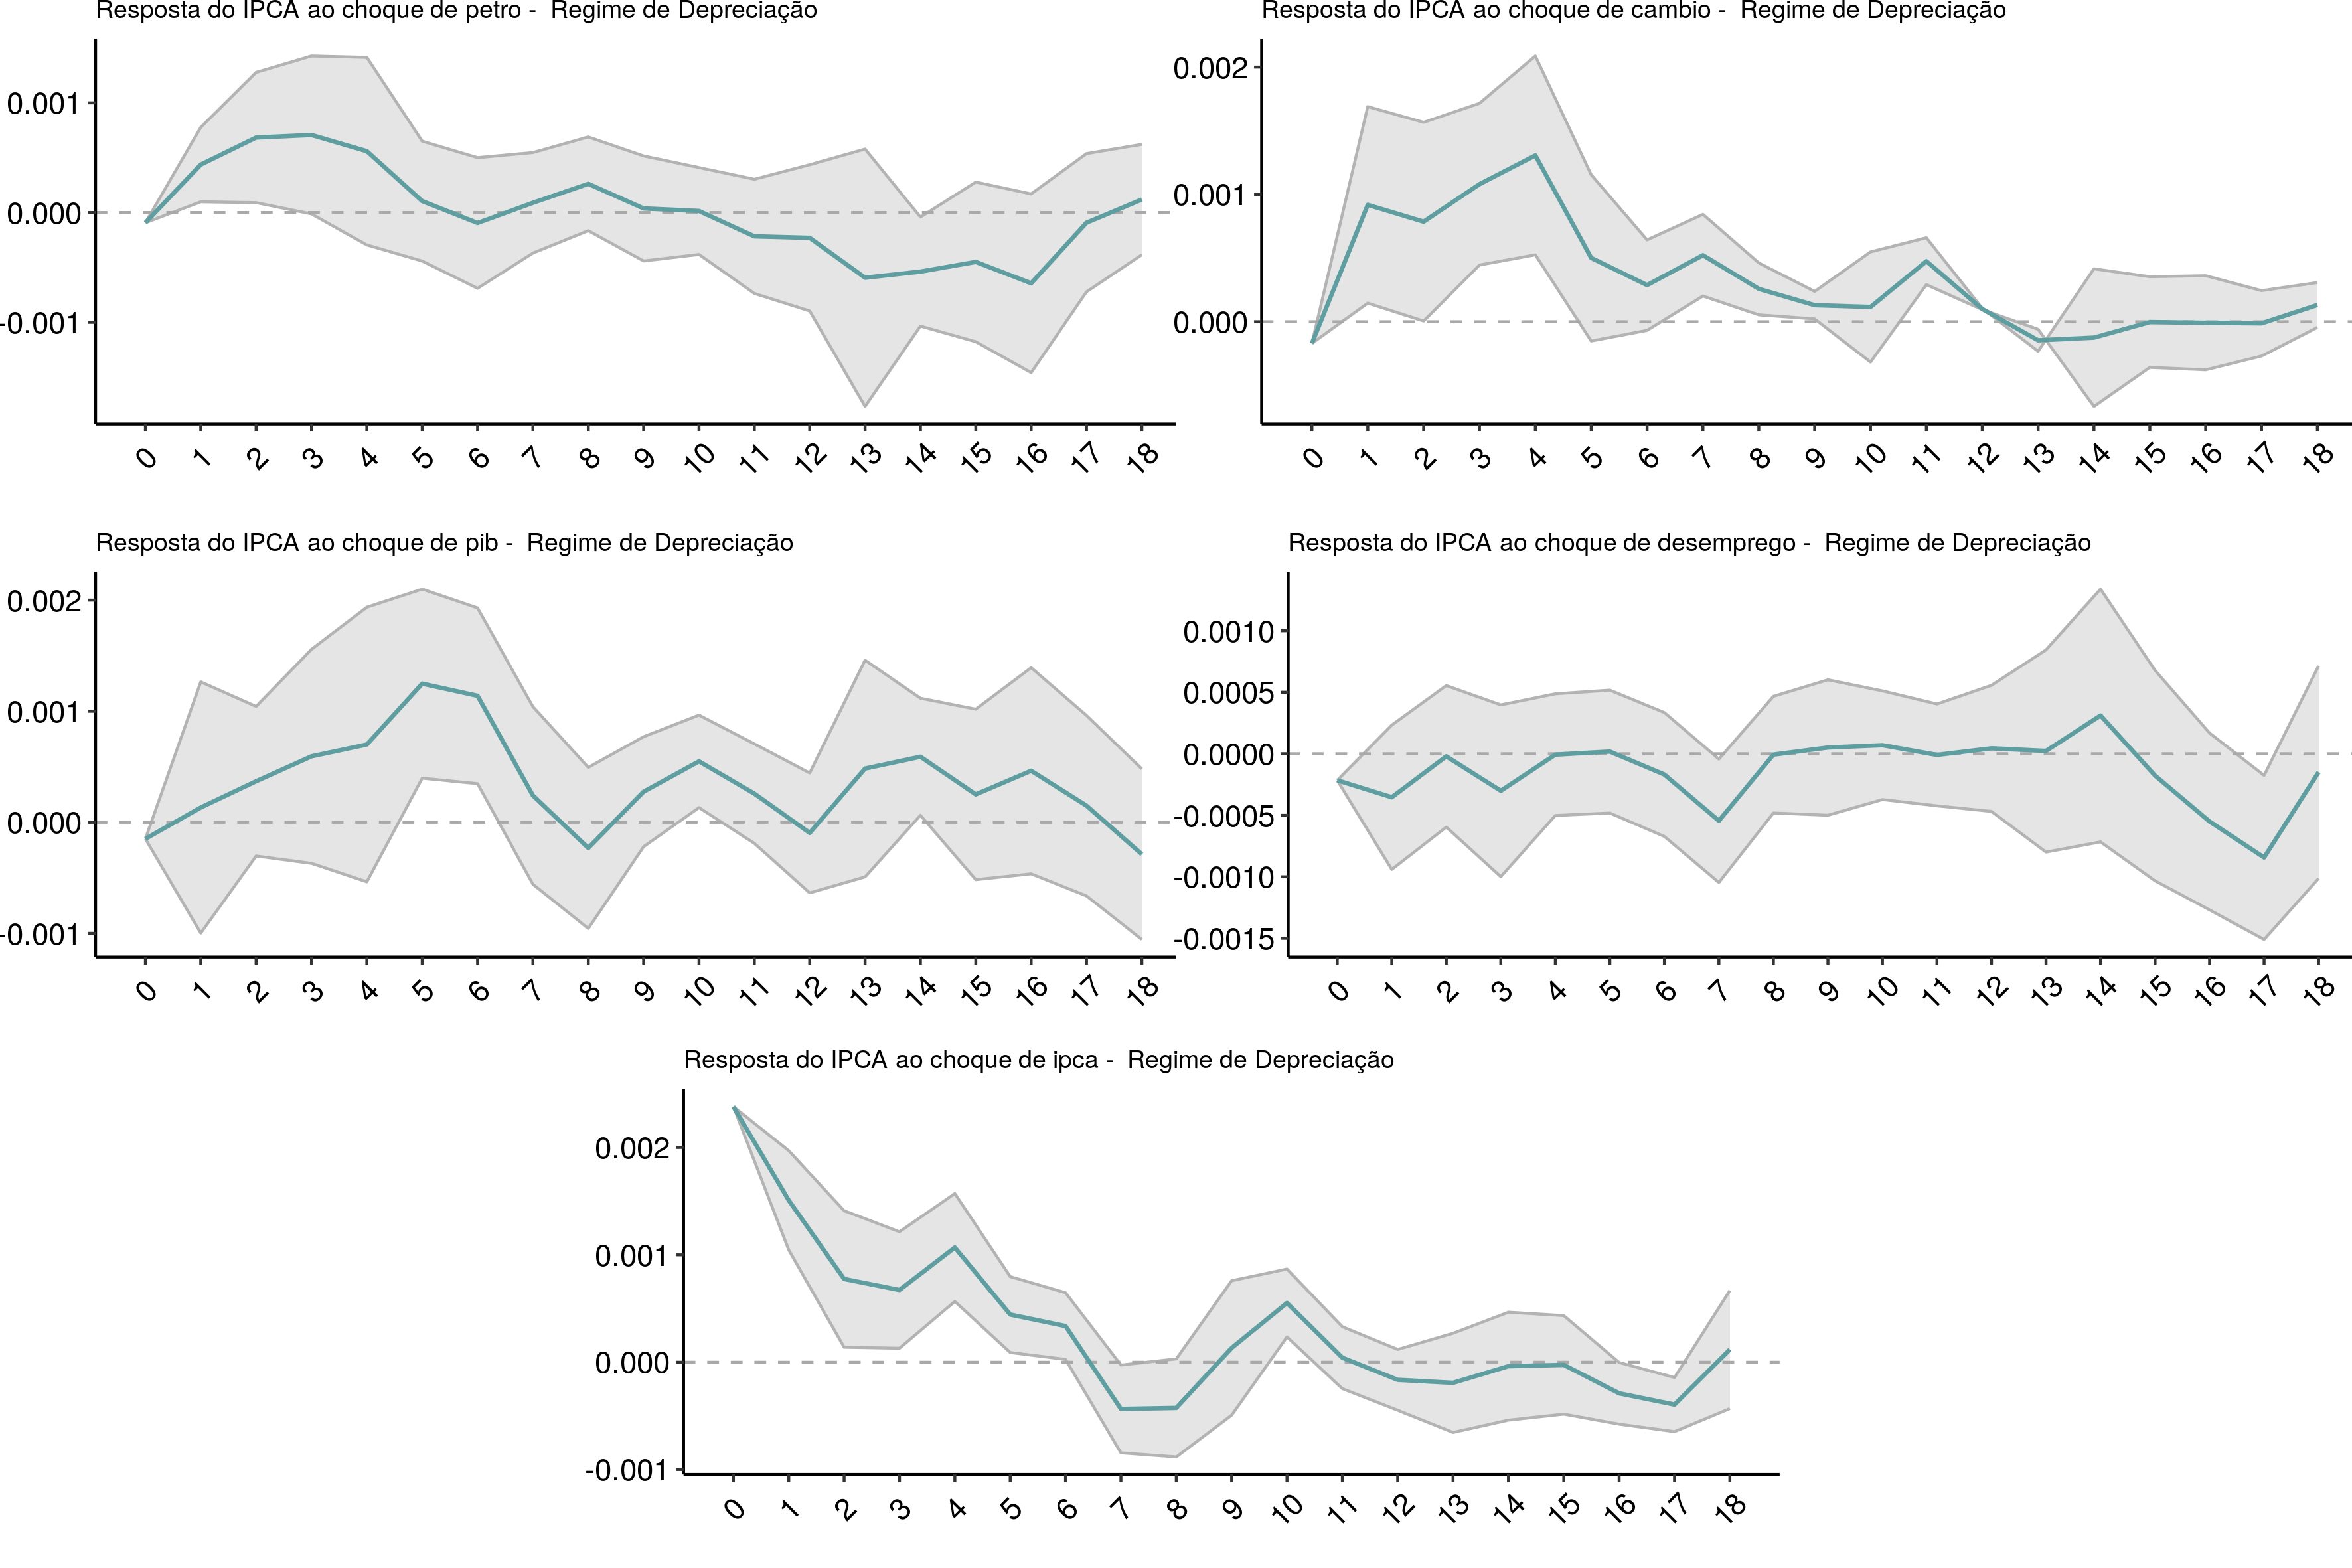 Resposta do IPCA ao choque de petro - Regime de Depreciação
0.001
0.000
-0.001
0 1 2 3 4 5 6 7 8 9 10 11 12 13 14 15 16 17 18
Resposta do IPCA ao choque de cambio - Regime de Depreciação
0.002
0.001
0.000
0 1 2 3 4 5 6 7 8 9 10 11 12 13 14 15 16 17 18
Resposta do IPCA ao choque de pib - Regime de Depreciação
0.002
0.001
0.000
-0.001
0 1 2 3 4 5 6 7 8 9 10 11 12 13 14 15 16 17 18
Resposta do IPCA ao choque de desemprego - Regime de Depreciação
0.0010
0.0005
0.0000
-0.0005
-0.0010
-0.0015
0 1 2 3 4 5 6 7 8 9 10 11 12 13 14 15 16 17 18
Resposta do IPCA ao choque de ipca - Regime de Depreciação
0.002
0.001
0.000
-0.001
0 1 2 3 4 5 6 7 8 9 10 11 12 13 14 15 16 17 18